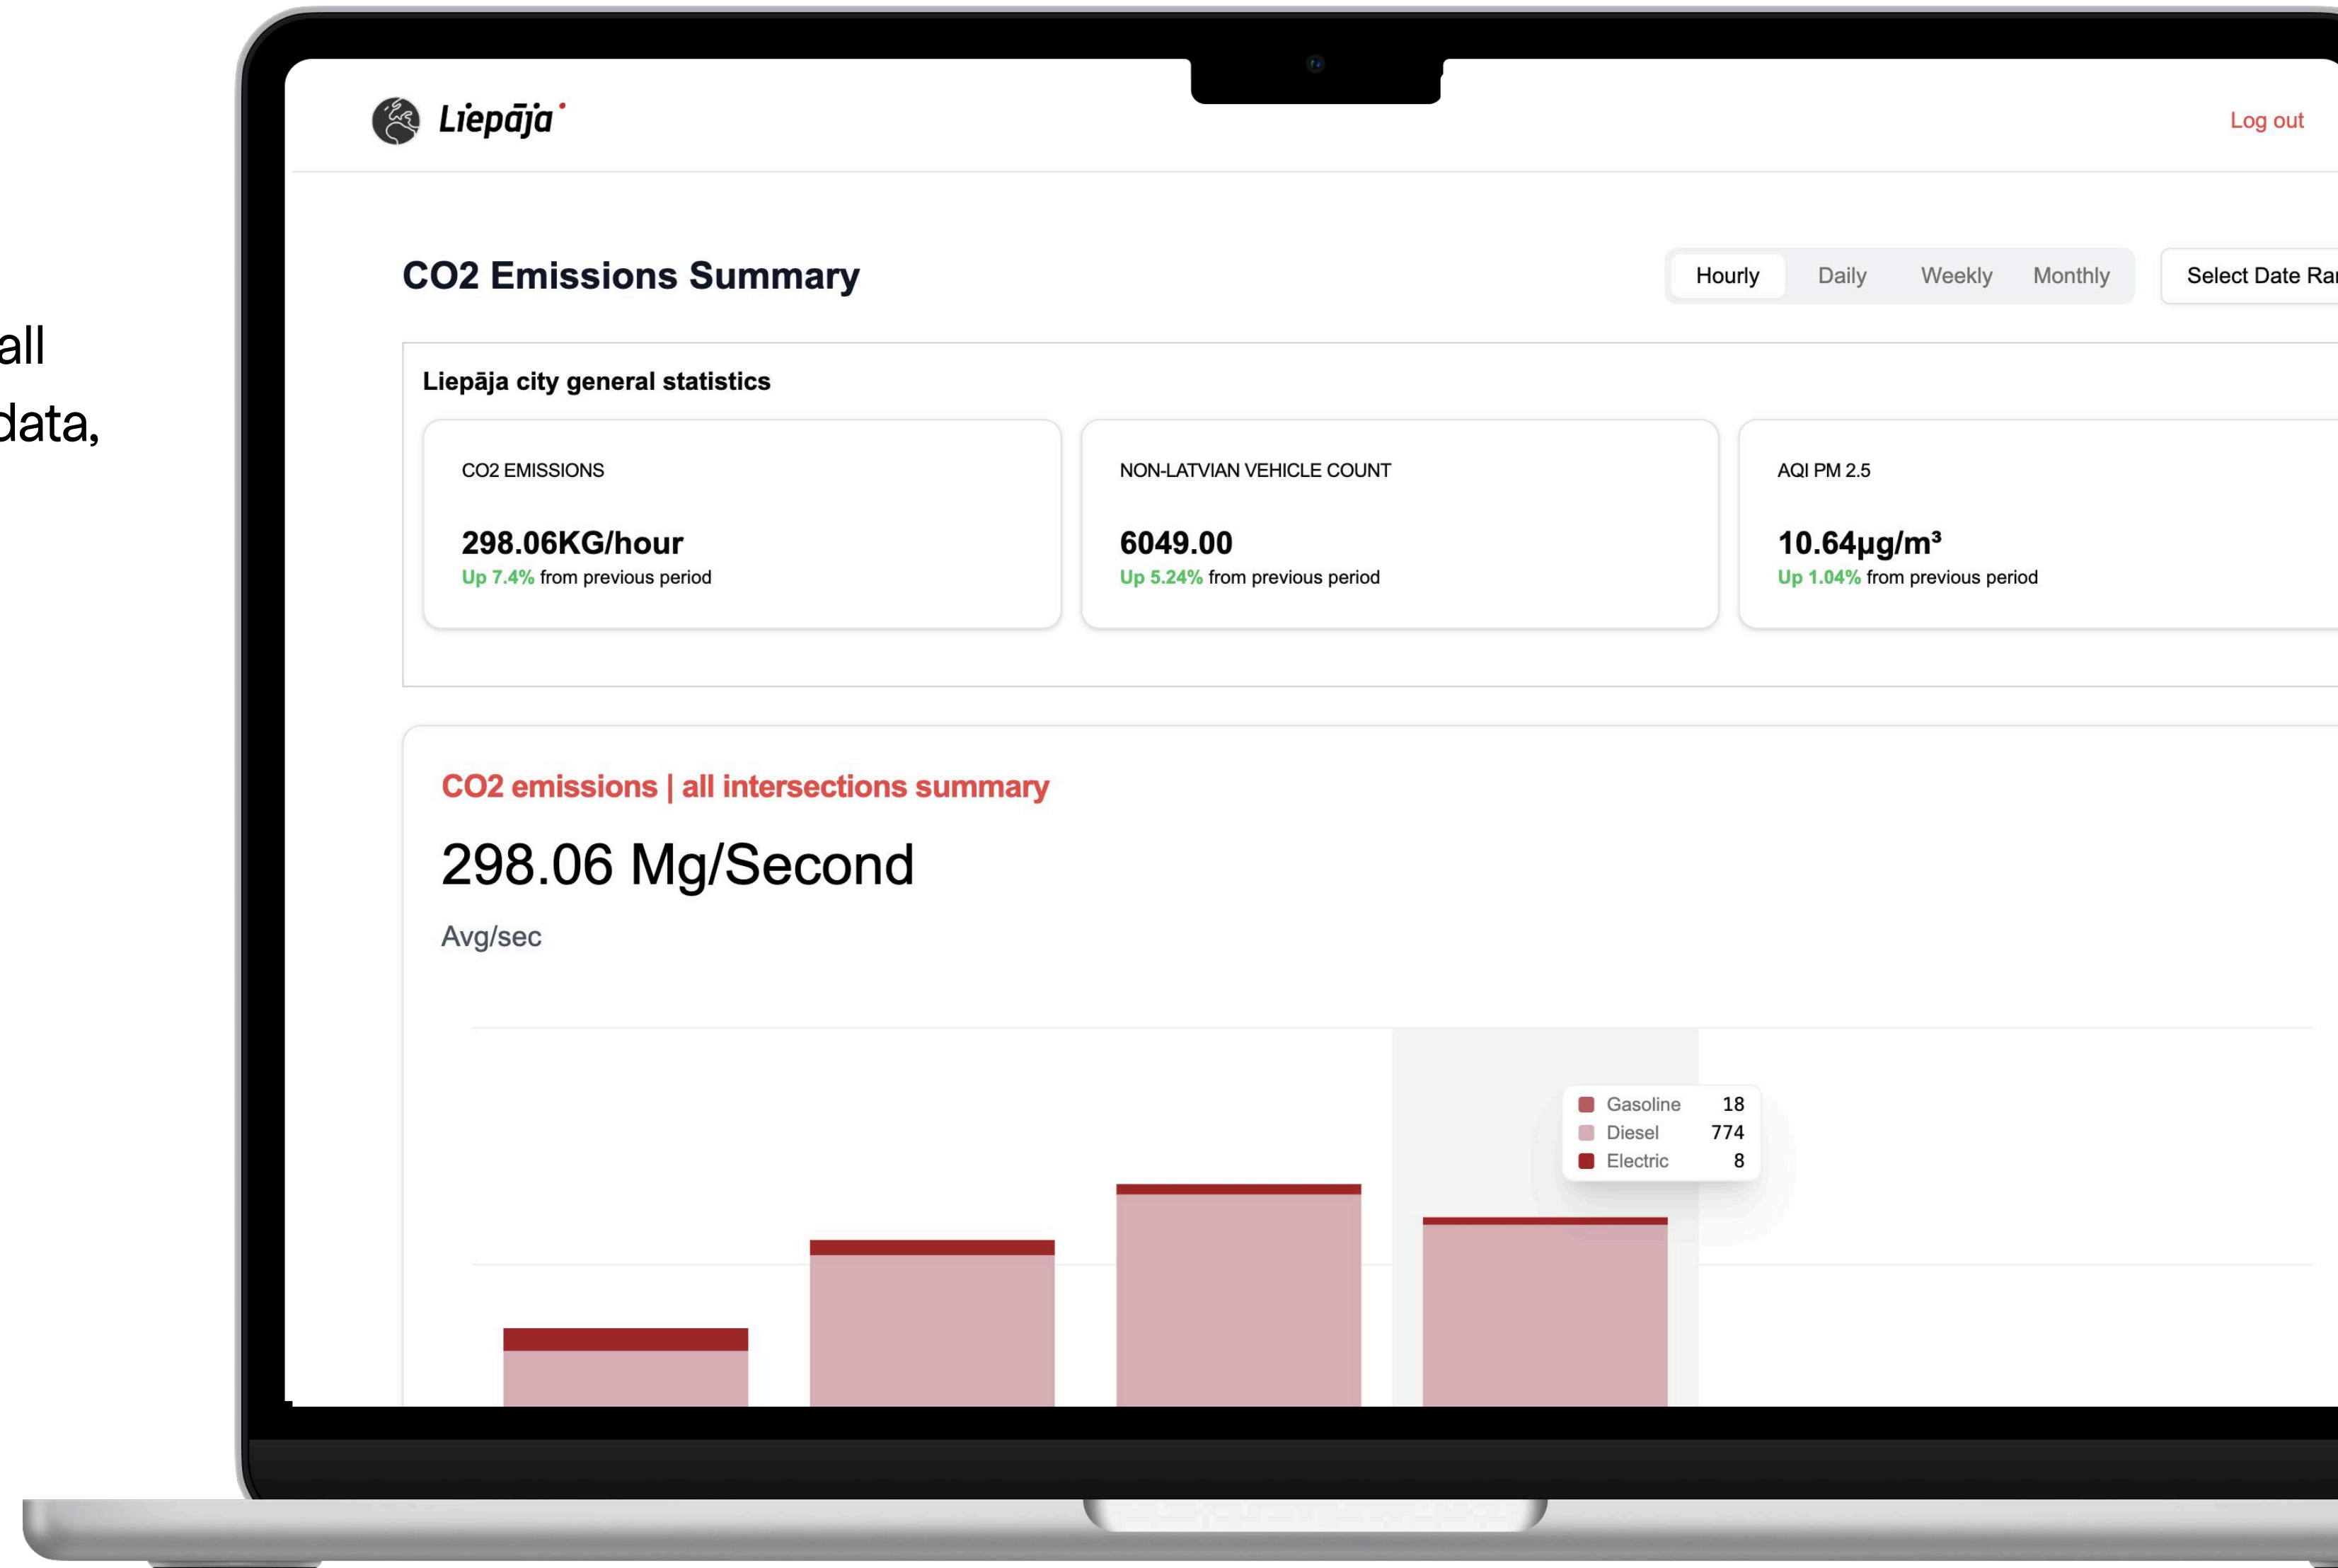 all
data,
Liepāja
Log out
CO2 Emissions Summary
Hourly Daily Weekly Monthly
Select Date
Liepāja city general statistics
CO2 EMISSIONS
298.06KG/hour
Up 7.4% from previous period
NON-LATVIAN VEHICLE COUNT
6049.00
Up 5.24% from previous period
AQI PM 2.5
10.64µg/m³
Up 1.04% from previous period
CO2 emissions | all intersections summary
298.06 Mg/Second
Avg/sec
Gasoline 18
Diesel 774
Electric 8